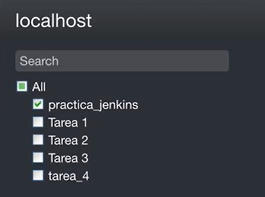 localhost
Search
All
practica_jenkins
Tarea 1
Tarea 2
Tarea 3
tarea_4